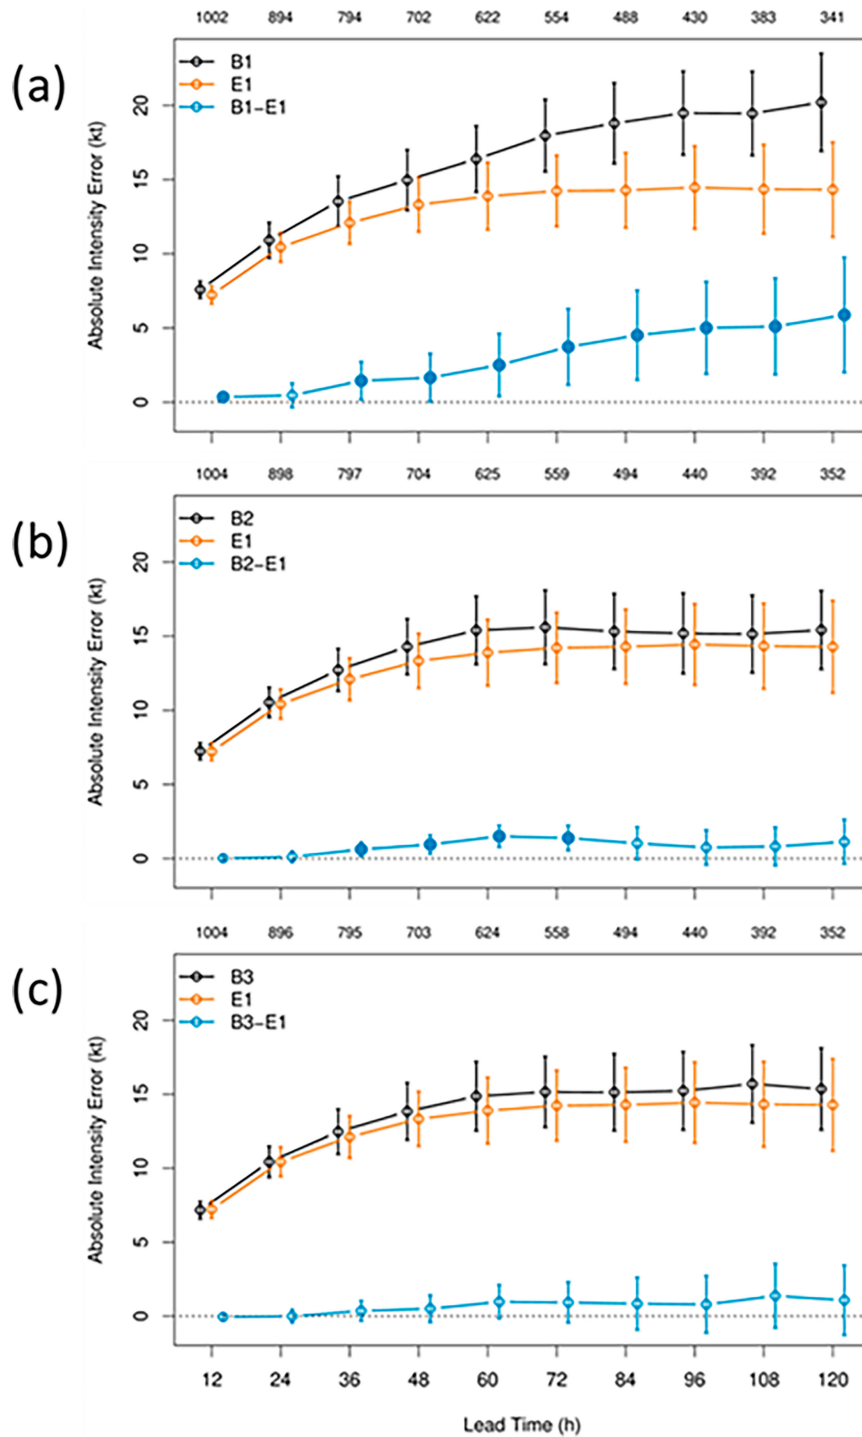 1002 894 794 702 622 554 488 430 383 341
(a)
B1
E1
B1-E1
Absolute Intensity Error (kt)
20
15
10
5
0
1004 898 797 704 625 559 494 440 392 352
(b)
B2
E1
B2-E1
Absolute Intensity Error (kt)
20
15
10
5
0
1004 896 795 703 624 558 494 440 392 352
(c)
B3
E1
B3-E1
Absolute Intensity Error (kt)
20
15
10
5
0
12 24 36 48 60 72 84 96 108 120
Lead Time (h)